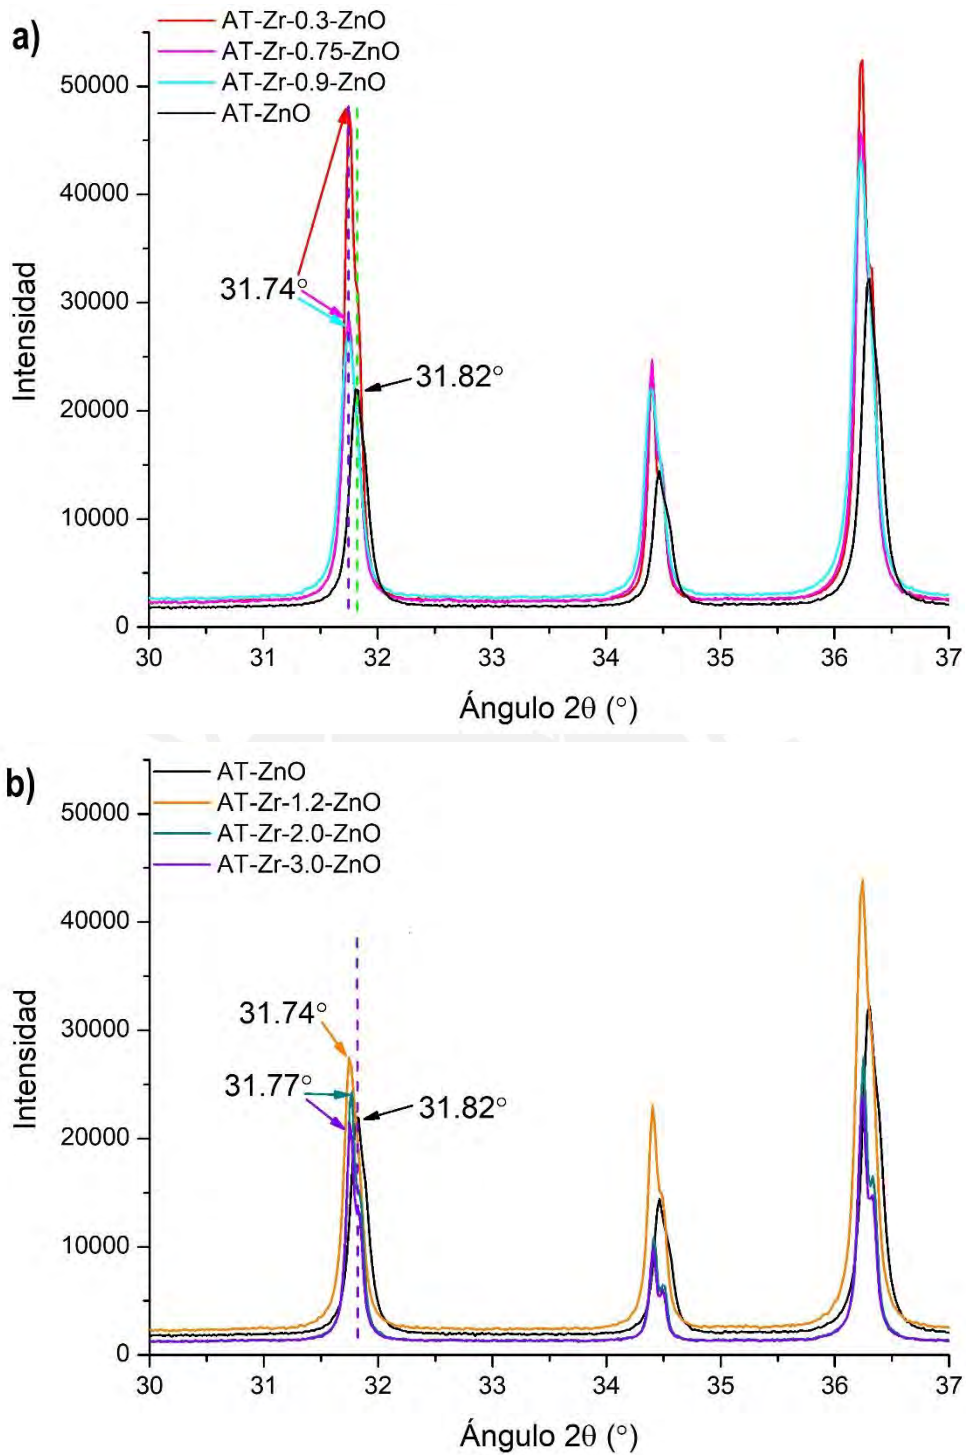 a)
AT-Zr-0.3-ZnO
AT-Zr-0.75-ZnO
AT-Zr-0.9-ZnO
AT-ZnO
50000
40000
30000
20000
10000
0
Intensidad
31.74°
31.82°
30 31 32 33 34 35 36 37
Ángulo 2θ (°)
b)
AT-ZnO
AT-Zr-1.2-ZnO
AT-Zr-2.0-ZnO
AT-Zr-3.0-ZnO
50000
40000
30000
20000
10000
0
Intensidad
31.74°
31.77°
31.82°
30 31 32 33 34 35 36 37
Ángulo 2θ (°)